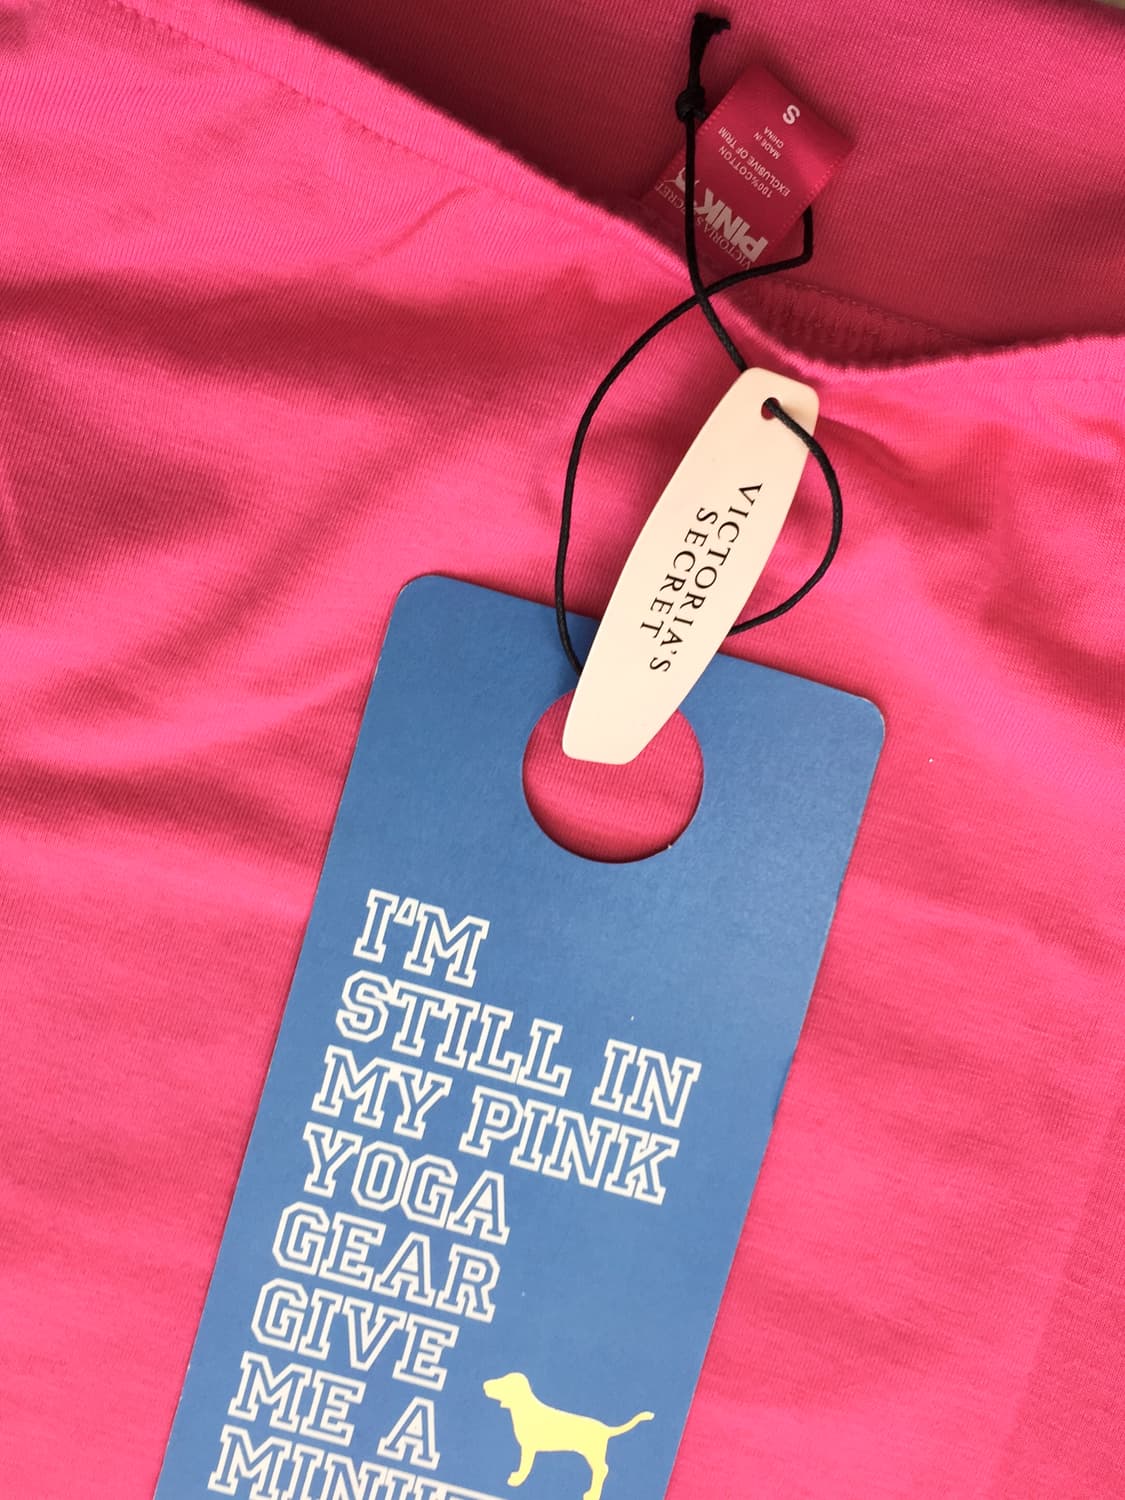 S
MADE IN
CHINA
100%COTTON
EXCLUSIVE OF TRIM
PINK
VICTORIA'S
SECRET
I'M
STILL IN
MY PINK
YOGA
GEAR
GIVE
ME A